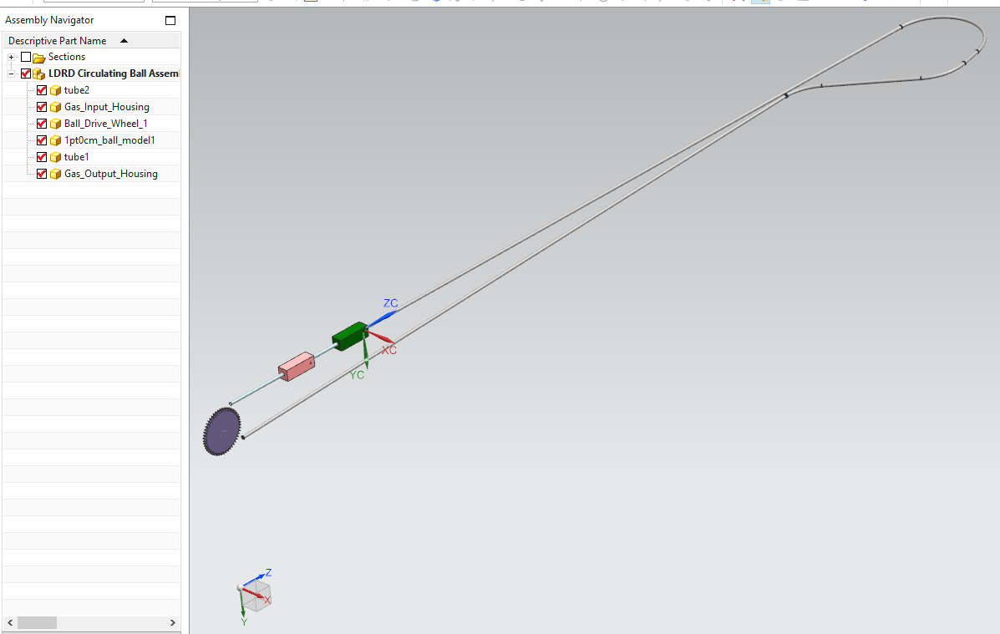 Assembly Navigator
Descriptive Part Name
Sections
LDRD Circulating Ball Assem
tube2
Gas_Input_Housing
Ball_Drive_Wheel_1
1pt0cm_ball_model1
tube1
Gas_Output_Housing
ZC
XC
YC
Z
X
Y